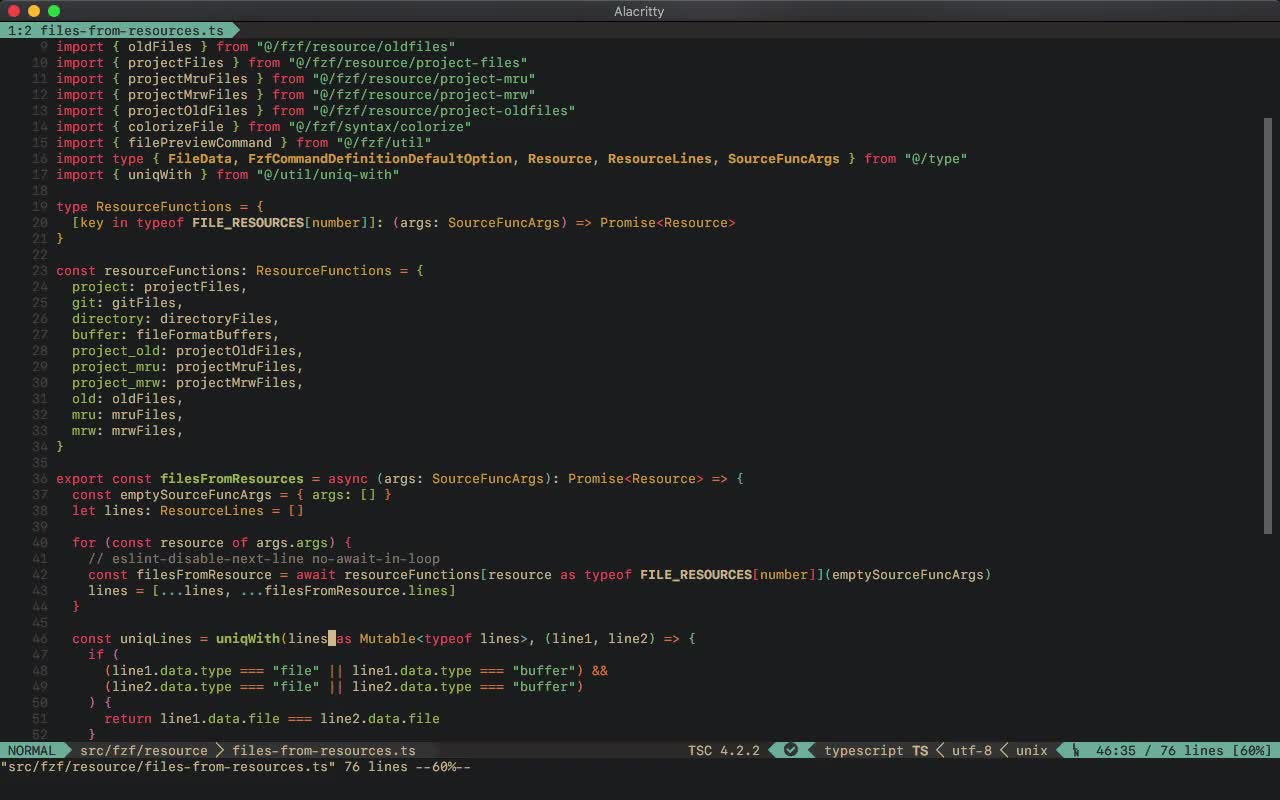 Alacritty
1:2 files-from-resources.ts
9 import { oldFiles } from "@/fzf/resource/oldfiles"
10 import { projectFiles } from "@/fzf/resource/project-files"
11 import { projectMruFiles } from "@/fzf/resource/project-mru"
12 import { projectMrwFiles } from "@/fzf/resource/project-mrw"
13 import { projectOldFiles } from "@/fzf/resource/project-oldfiles"
14 import { colorizeFile } from "@/fzf/syntax/colorize"
15 import { filePreviewCommand } from "@/fzf/util"
16 import type { FileData, FzfCommandDefinitionDefaultOption, Resource, ResourceLines, SourceFuncArgs } from "@/type"
17 import { uniqWith } from "@/util/uniq-with"
18
19 type ResourceFunctions = {
20   [key in typeof FILE_RESOURCES[number]]: (args: SourceFuncArgs) => Promise<Resource>
21 }
22
23 const resourceFunctions: ResourceFunctions = {
24   project: projectFiles,
25   git: gitFiles,
26   directory: directoryFiles,
27   buffer: fileFormatBuffers,
28   project_old: projectOldFiles,
29   project_mru: projectMruFiles,
30   project_mrw: projectMrwFiles,
31   old: oldFiles,
32   mru: mruFiles,
33   mrw: mrwFiles,
34 }
35
36 export const filesFromResources = async (args: SourceFuncArgs): Promise<Resource> => {
37   const emptySourceFuncArgs = { args: [] }
38   let lines: ResourceLines = []
39
40   for (const resource of args.args) {
41     // eslint-disable-next-line no-await-in-loop
42     const filesFromResource = await resourceFunctions[resource as typeof FILE_RESOURCES[number]](emptySourceFuncArgs)
43     lines = [...lines, ...filesFromResource.lines]
44   }
45
46   const uniqLines = uniqWith(lines as Mutable<typeof lines>, (line1, line2) => {
47     if (
48       (line1.data.type === "file" || line1.data.type === "buffer") &&
49       (line2.data.type === "file" || line2.data.type === "buffer")
50     ) {
51       return line1.data.file === line2.data.file
52     }
NORMAL src/fzf/resource files-from-resources.ts TSC 4.2.2 typescript TS utf-8 unix 46:35 / 76 lines [60%]
"src/fzf/resource/files-from-resources.ts" 76 lines --60%--